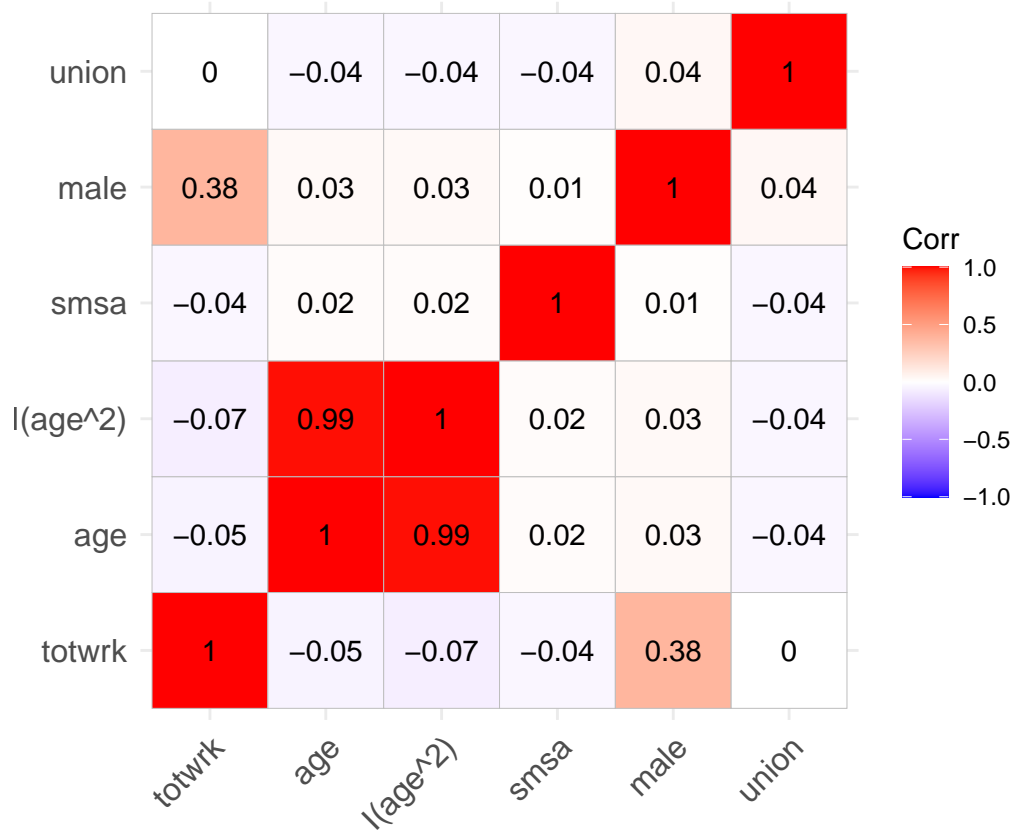 union 0 −0.04 −0.04 −0.04 0.04 1
male 0.38 0.03 0.03 0.01 1 0.04
smsa −0.04 0.02 0.02 1 0.01 −0.04
I(age^2) −0.07 0.99 1 0.02 0.03 −0.04
age −0.05 1 0.99 0.02 0.03 −0.04
totwrk 1 −0.05 −0.07 −0.04 0.38 0
totwrk age I(age^2) smsa male union
Corr
1.0
0.5
0.0
−0.5
−1.0